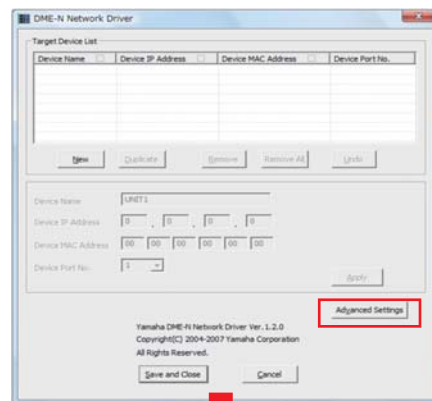 DME-N Network Driver
Target Device List
Device Name Device IP Address Device MAC Address Device Port No.
New Duplicate Remove Remove All Undo
Device Name UNIT1
Device IP Address 0 . 0 . 0 . 0
Device MAC Address 00 00 00 00 00 00
Device Port No. 1
Apply
Advanced Settings
Yamaha DME-N Network Driver Ver.1.2.0
Copyright(C) 2004-2007 Yamaha Corporation
All Rights Reserved.
Save and Close Cancel